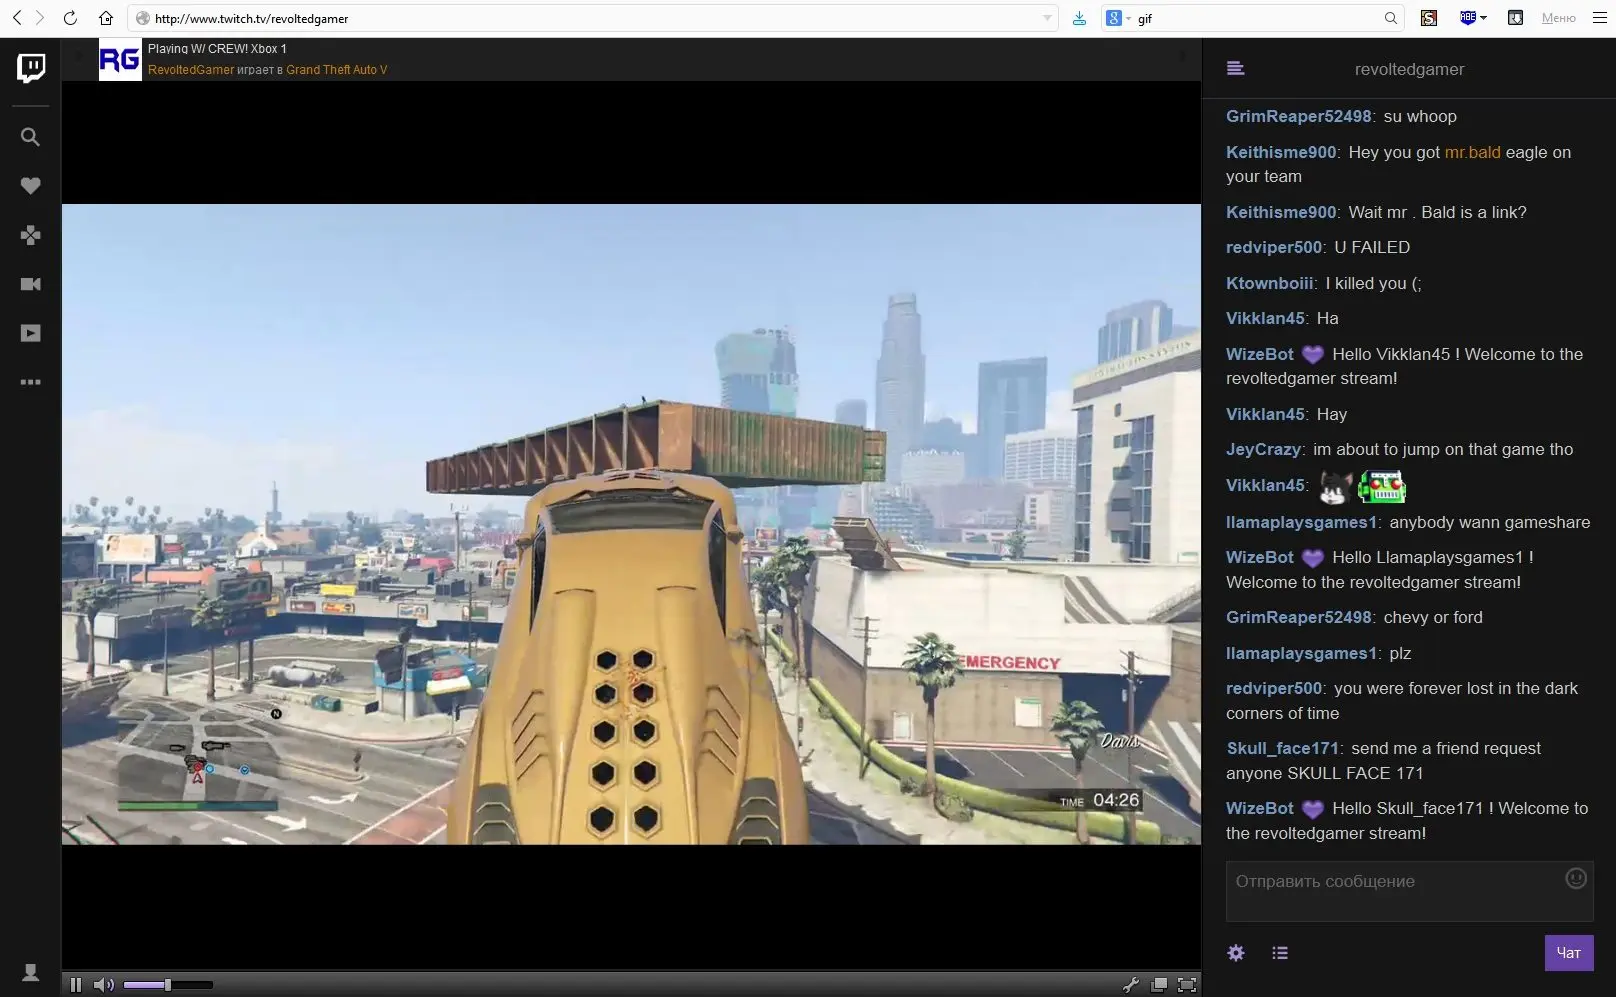 http://www.twitch.tv/revoltedgamer
gif
Меню
RG
Playing W/ CREW! Xbox 1
RevoltedGamer играет в Grand Theft Auto V
revoltedgamer
GrimReaper52498: su whoop
Keithisme900: Hey you got mr.bald eagle on
your team
Keithisme900: Wait mr . Bald is a link?
redviper500: U FAILED
Ktownboiii: I killed you (;
Vikklan45: Ha
WizeBot Hello Vikklan45 ! Welcome to the
revoltedgamer stream!
Vikklan45: Hay
JeyCrazy: im about to jump on that game tho
Vikklan45:
llamaplaysgames1: anybody wann gameshare
WizeBot Hello Llamaplaysgames1 !
Welcome to the revoltedgamer stream!
GrimReaper52498: chevy or ford
llamaplaysgames1: plz
redviper500: you were forever lost in the dark
corners of time
Skull_face171: send me a friend request
anyone SKULL FACE 171
WizeBot Hello Skull_face171 ! Welcome to
the revoltedgamer stream!
Отправить сообщение
Чат
EMERGENCY
N
Davis
TIME 04:26